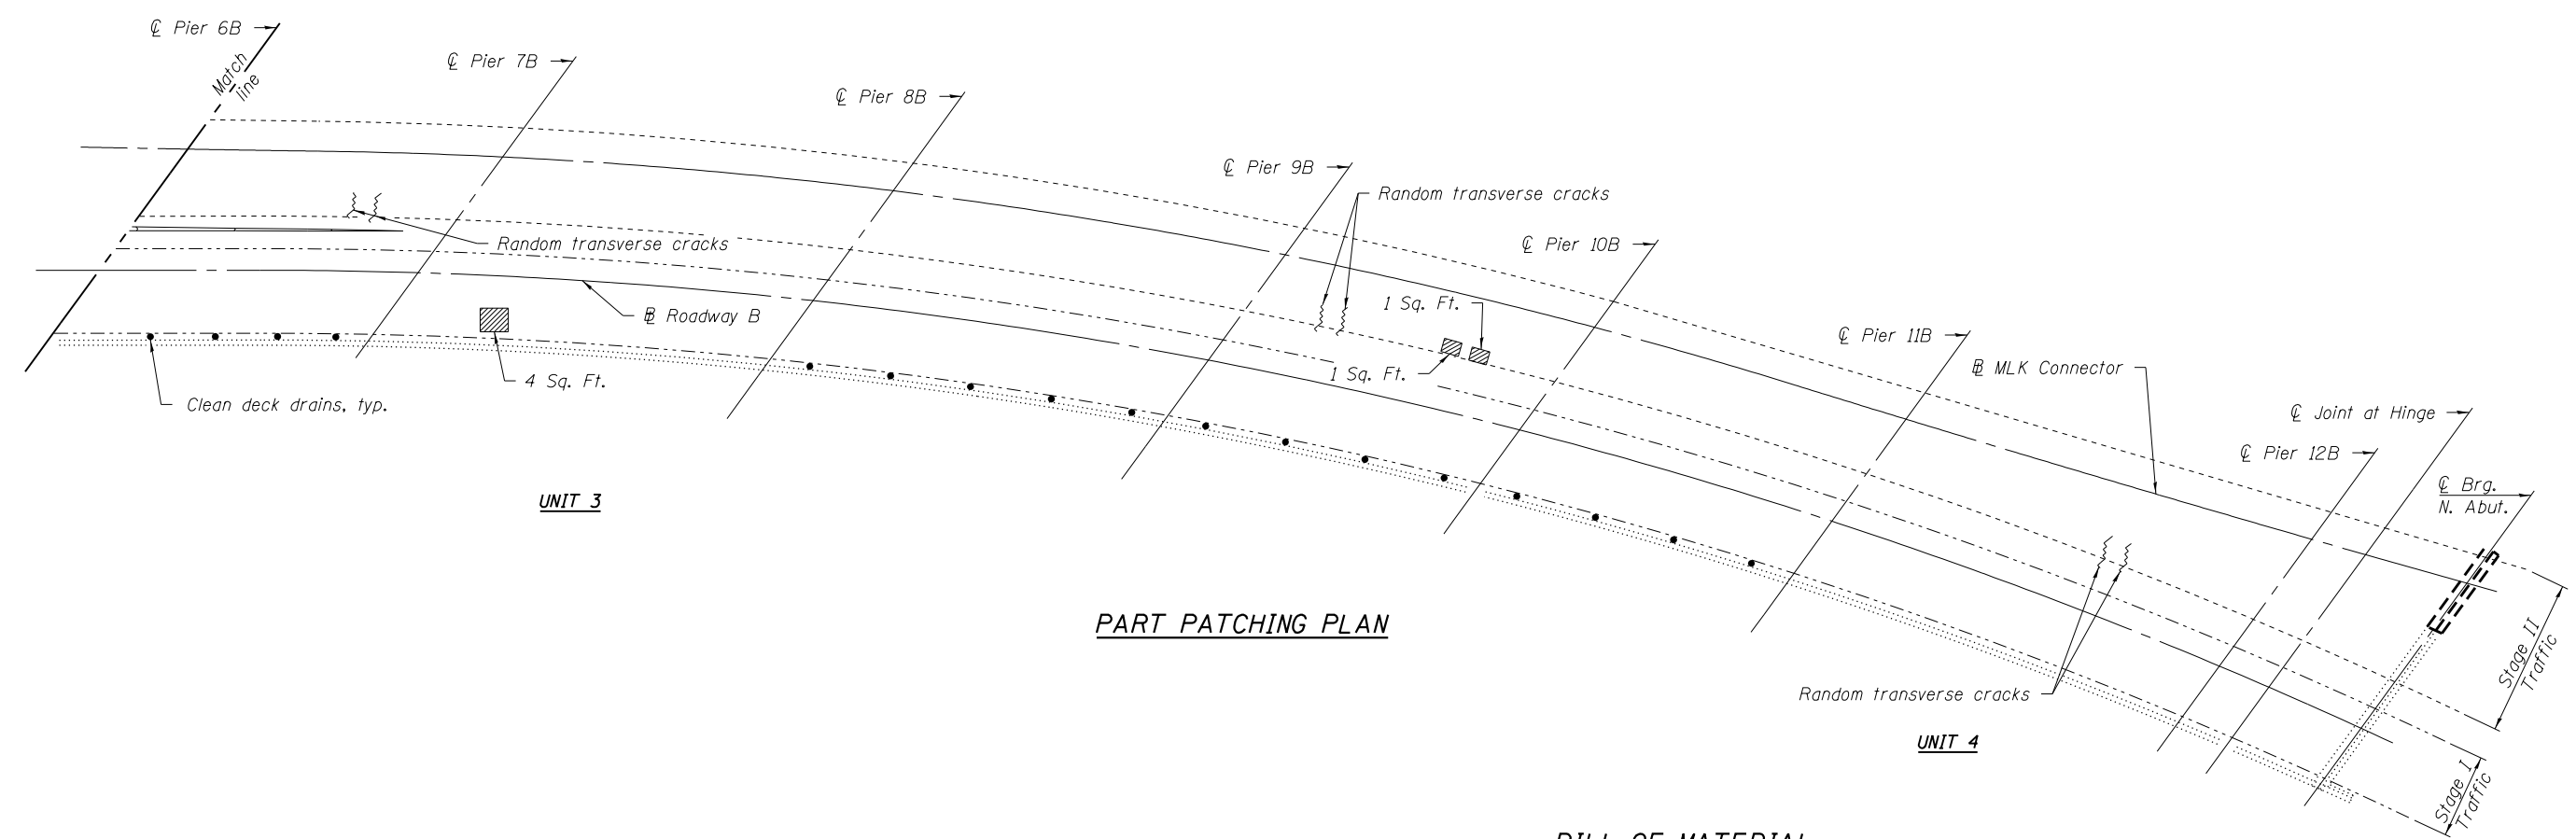 ℄ Pier 6B
Match
line
℄ Pier 7B
℄ Pier 8B
℄ Pier 9B
Random transverse cracks
℄ Pier 10B
Random transverse cracks
1 Sq. Ft.
℄ Pier 11B
℄ MLK Connector
℄ Roadway B
1 Sq. Ft.
4 Sq. Ft.
Clean deck drains, typ.
℄ Joint at Hinge
℄ Pier 12B
℄ Brg.
N. Abut.
UNIT 3
PART PATCHING PLAN
Stage II
Traffic
Random transverse cracks
UNIT 4
Stage I
Traffic
BILL OF MATERIAL